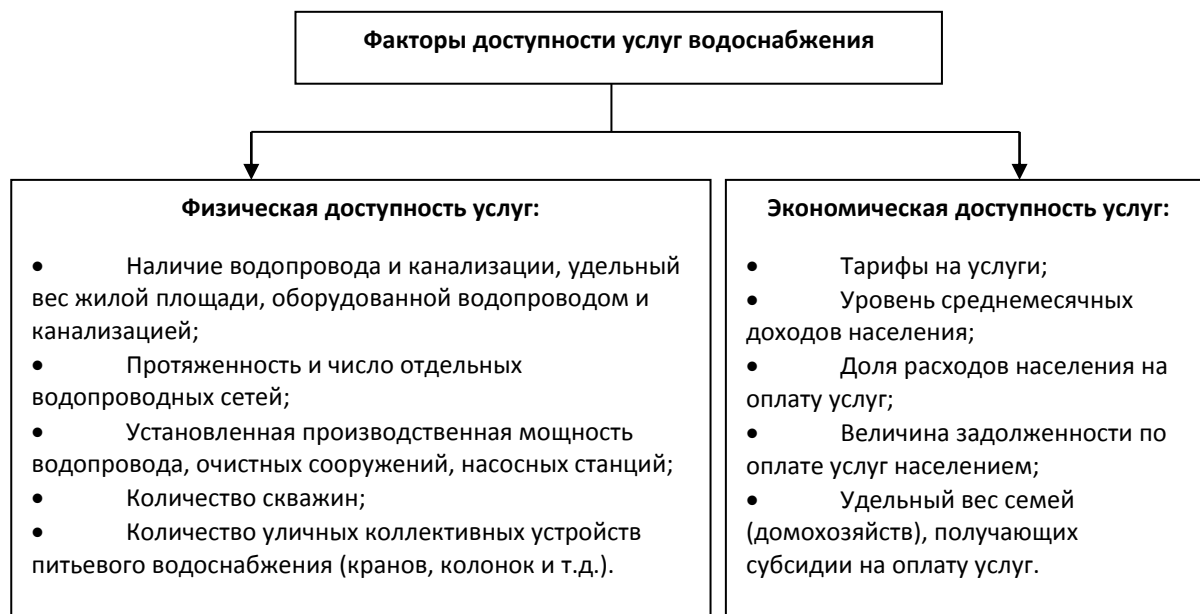 Факторы доступности услуг водоснабжения
Физическая доступность услуг:
• Наличие водопровода и канализации, удельный
вес жилой площади, оборудованной водопроводом и
канализацией;
• Протяженность и число отдельных
водопроводных сетей;
• Установленная производственная мощность
водопровода, очистных сооружений, насосных станций;
• Количество скважин;
• Количество уличных коллективных устройств
питьевого водоснабжения (кранов, колонок и т.д.).
Экономическая доступность услуг:
• Тарифы на услуги;
• Уровень среднемесячных
доходов населения;
• Доля расходов населения на
оплату услуг;
• Величина задолженности по
оплате услуг населением;
• Удельный вес семей
(домохозяйств), получающих
субсидии на оплату услуг.